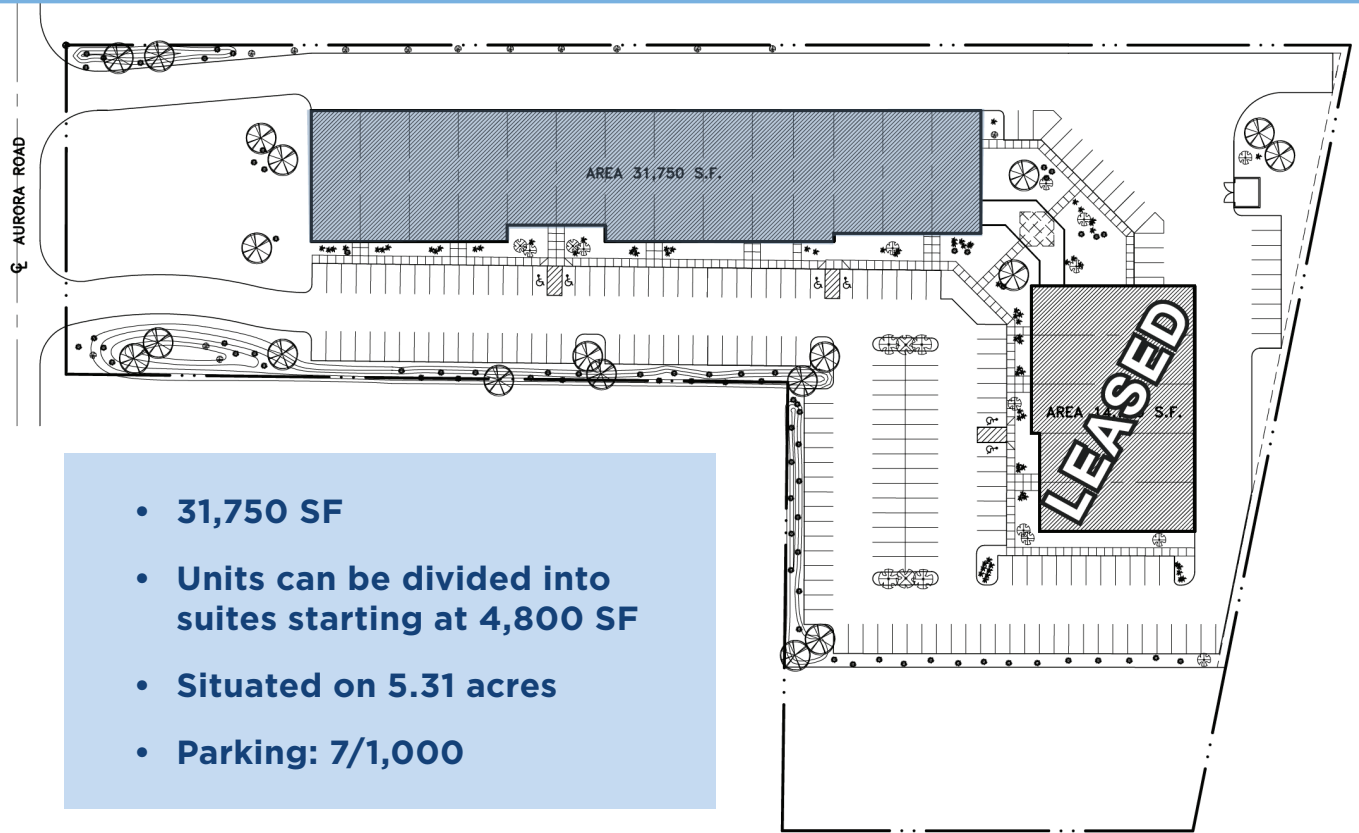 ℄ AURORA ROAD
AREA 31,750 S.F.
AREA 14, S.F.
LEASED
• 31,750 SF
• Units can be divided into
suites starting at 4,800 SF
• Situated on 5.31 acres
• Parking: 7/1,000